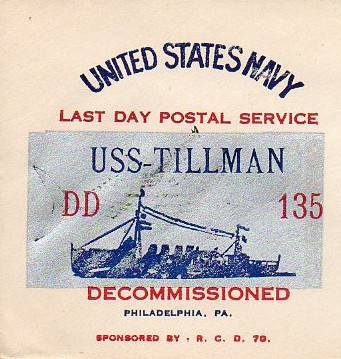 UNITED STATES NAVY
LAST DAY POSTAL SERVICE
USS-TILLMAN
DD 135
DECOMMISSIONED
PHILADELPHIA, PA.
SPONSORED BY - R. C. D. 79.